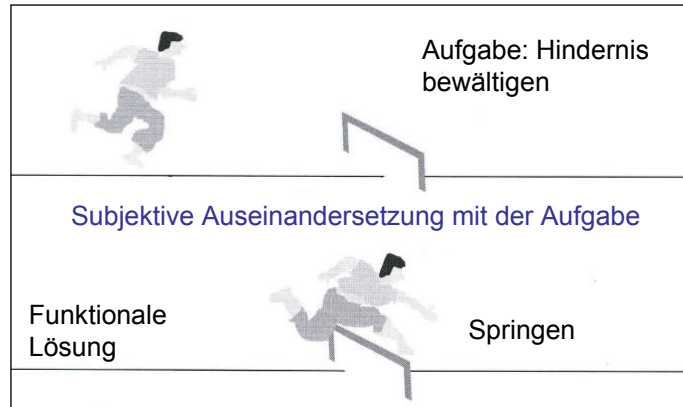 Aufgabe: Hindernis
bewältigen
Subjektive Auseinandersetzung mit der Aufgabe
Funktionale
Lösung
Springen